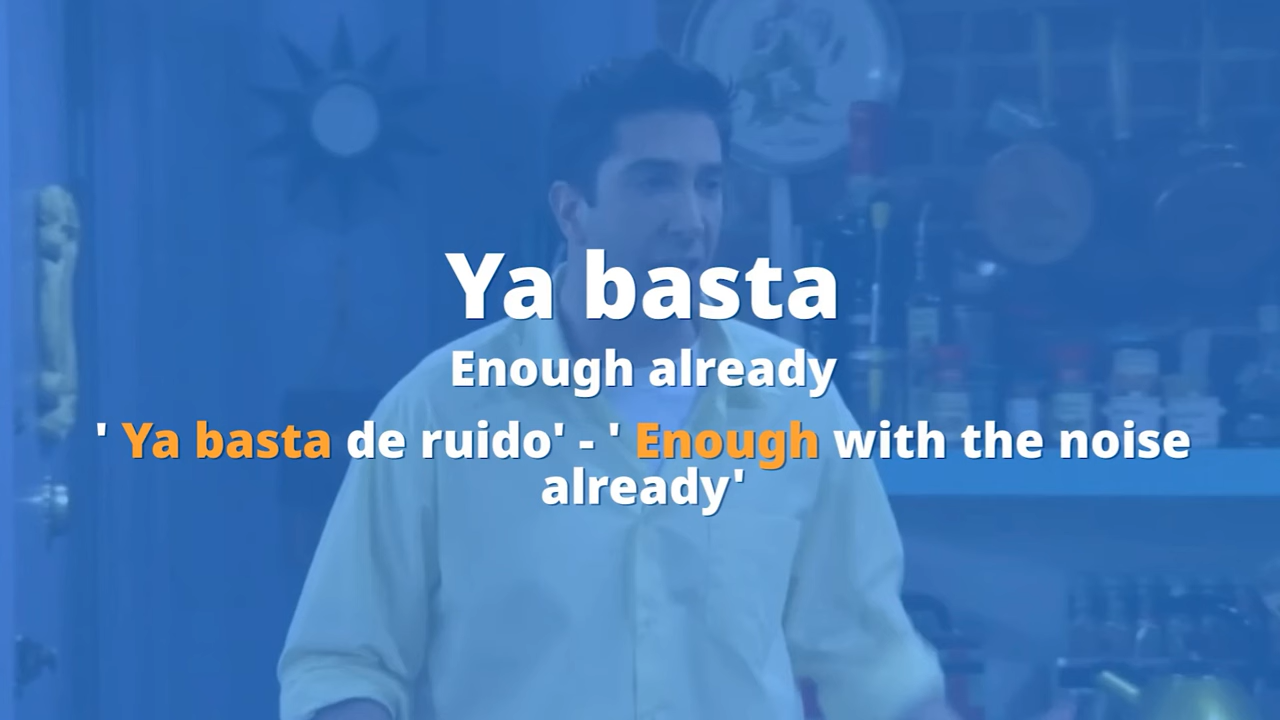 Ya basta
Enough already
' Ya basta de ruido' - ' Enough with the noise
already'